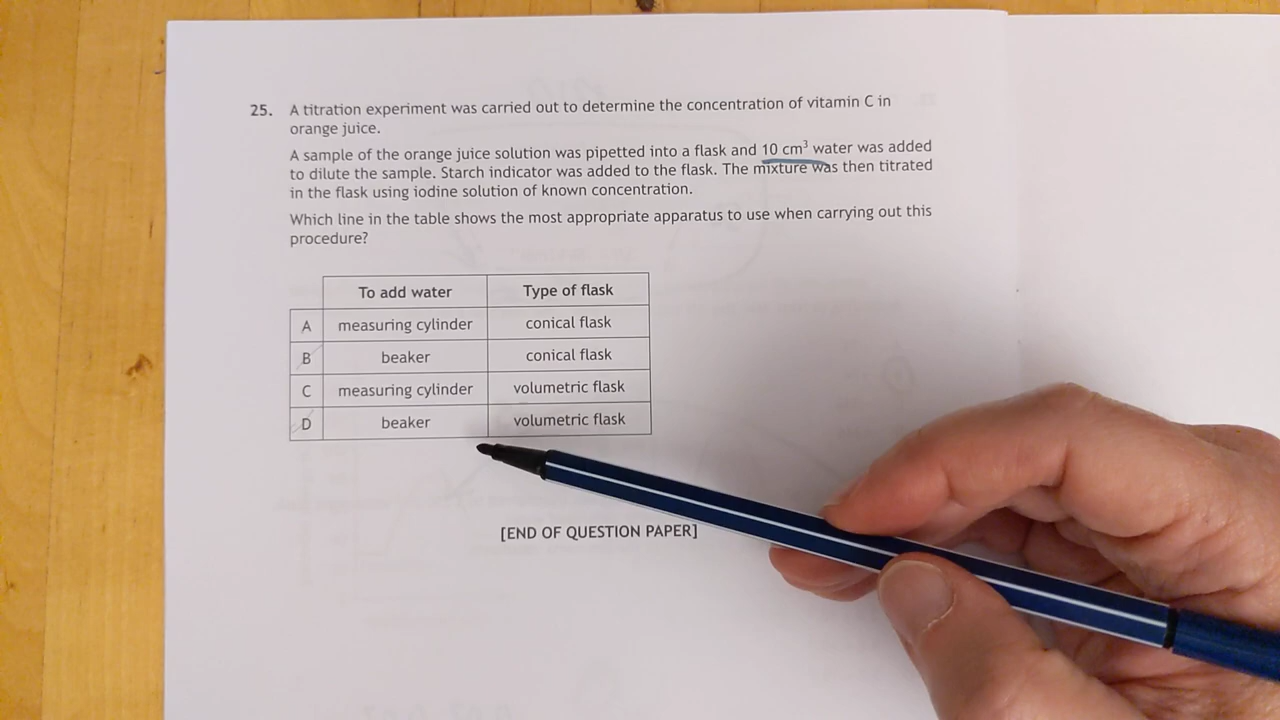 25. A titration experiment was carried out to determine the concentration of vitamin C in
orange juice.
A sample of the orange juice solution was pipetted into a flask and 10 cm³ water was added
to dilute the sample. Starch indicator was added to the flask. The mixture was then titrated
in the flask using iodine solution of known concentration.
Which line in the table shows the most appropriate apparatus to use when carrying out this
procedure?
To add water Type of flask
A measuring cylinder conical flask
B beaker conical flask
C measuring cylinder volumetric flask
D beaker volumetric flask
[END OF QUESTION PAPER]